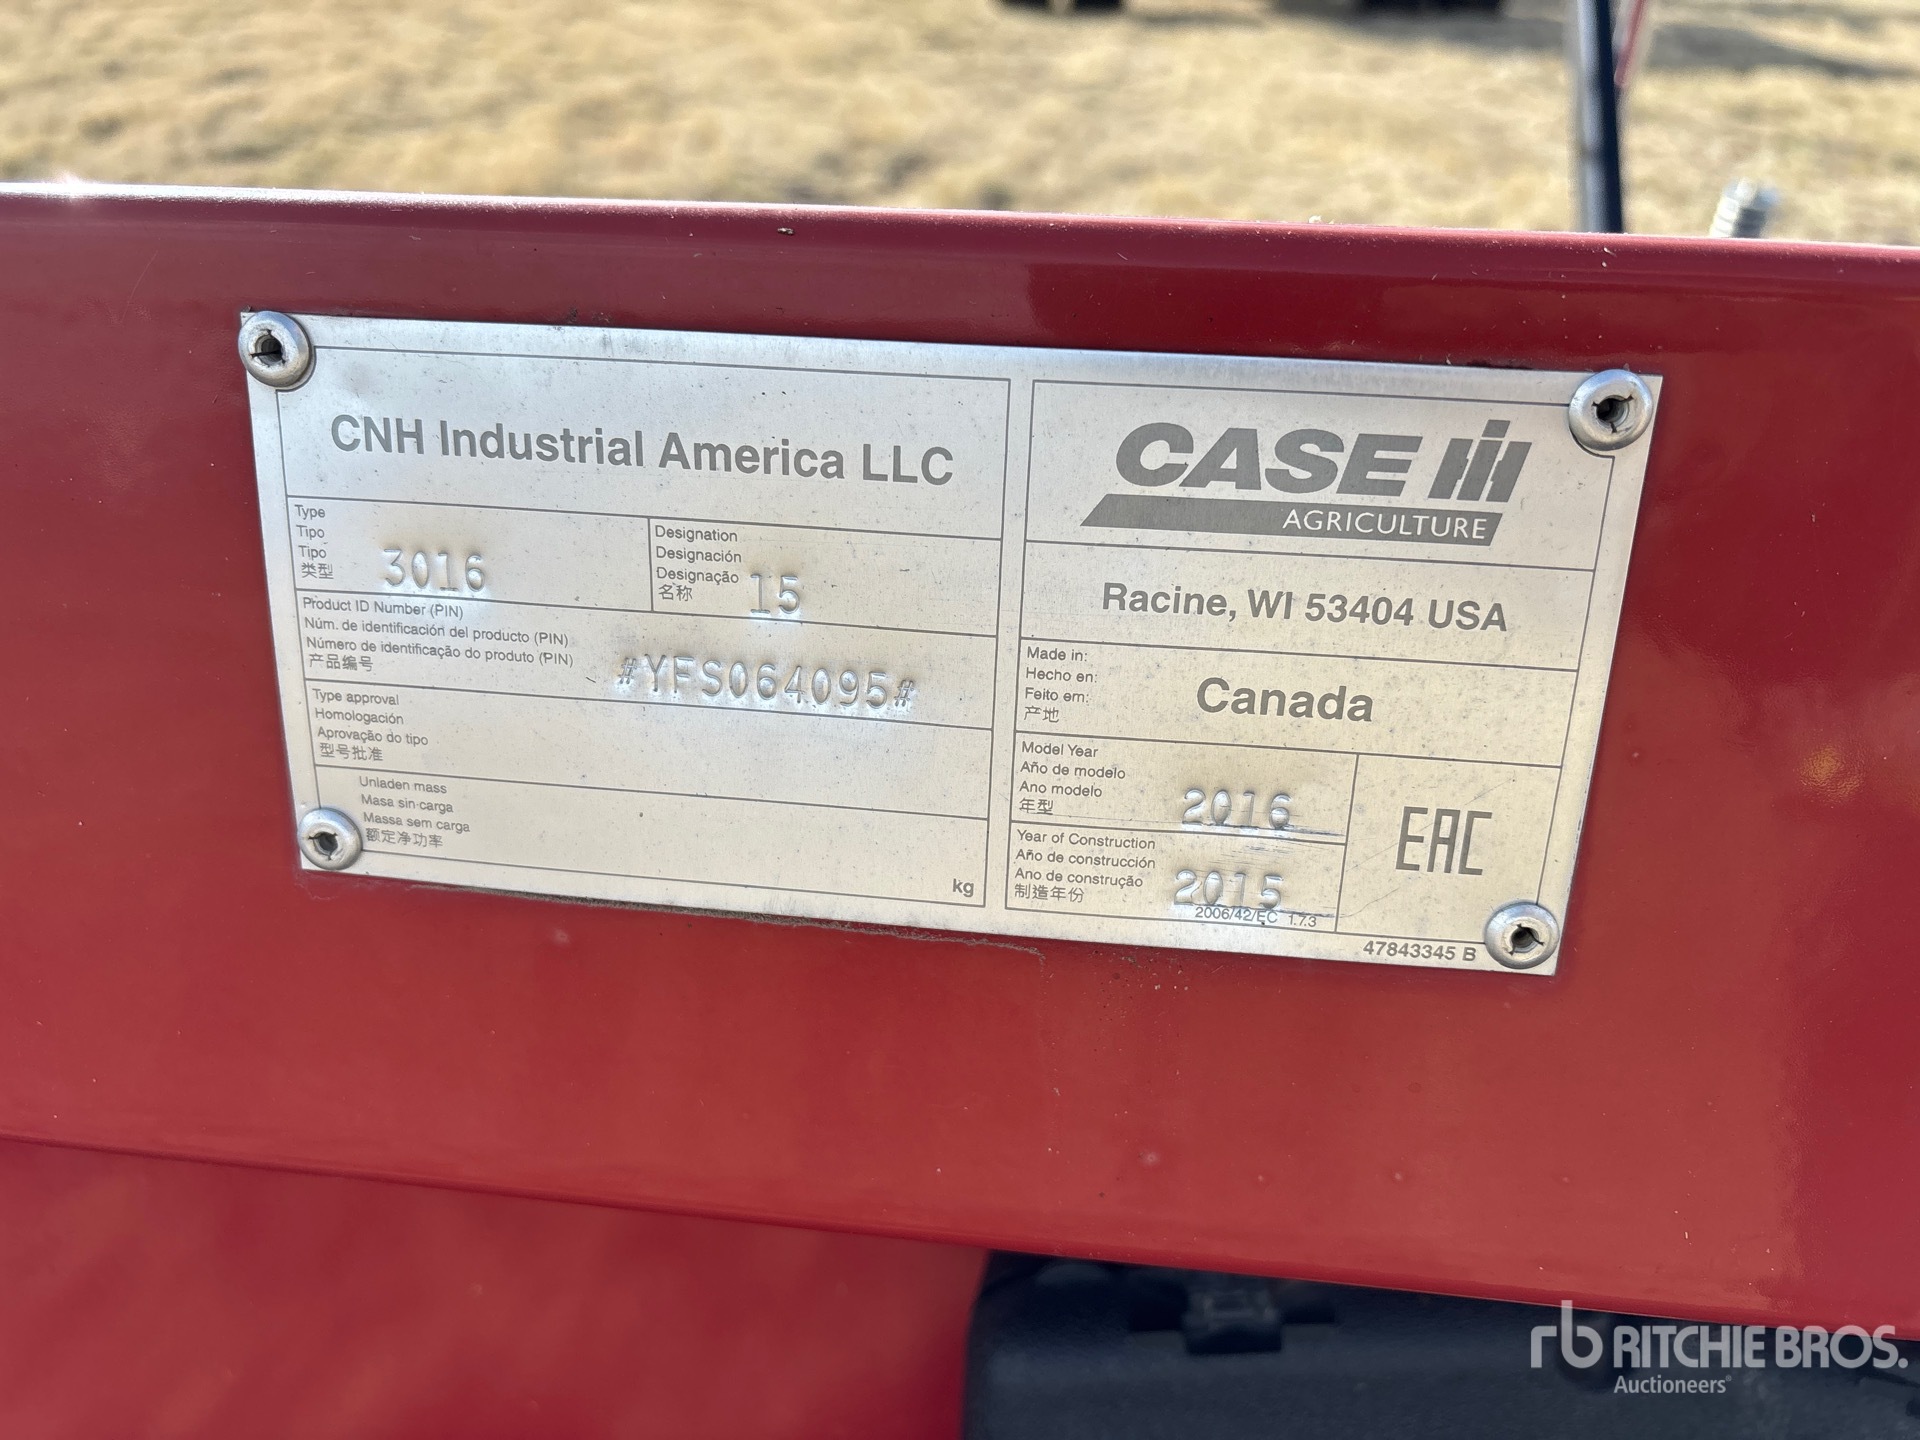 CNH Industrial America LLC
Type
Tipo
Tipo
类型
3016
Designation
Designación
Designação
名称
15
Product ID Number (PIN)
Núm. de identificación del producto (PIN)
Número de identificação do produto (PIN)
产品编号
#YFS064095#
Type approval
Homologación
Aprovação do tipo
型号批准
Unladen mass
Masa sin carga
Massa sem carga
额定净功率
kg
CASE IH
AGRICULTURE
Racine, WI 53404 USA
Made in:
Hecho en:
Feito em:
产地
Canada
Model Year
Año de modelo
Ano modelo
年型
2016
Year of Construction
Año de construcción
Ano de construção
制造年份
2015
2006/42/EC 1.7.3
EAC
47843345 B
rb RITCHIE BROS.
Auctioneers